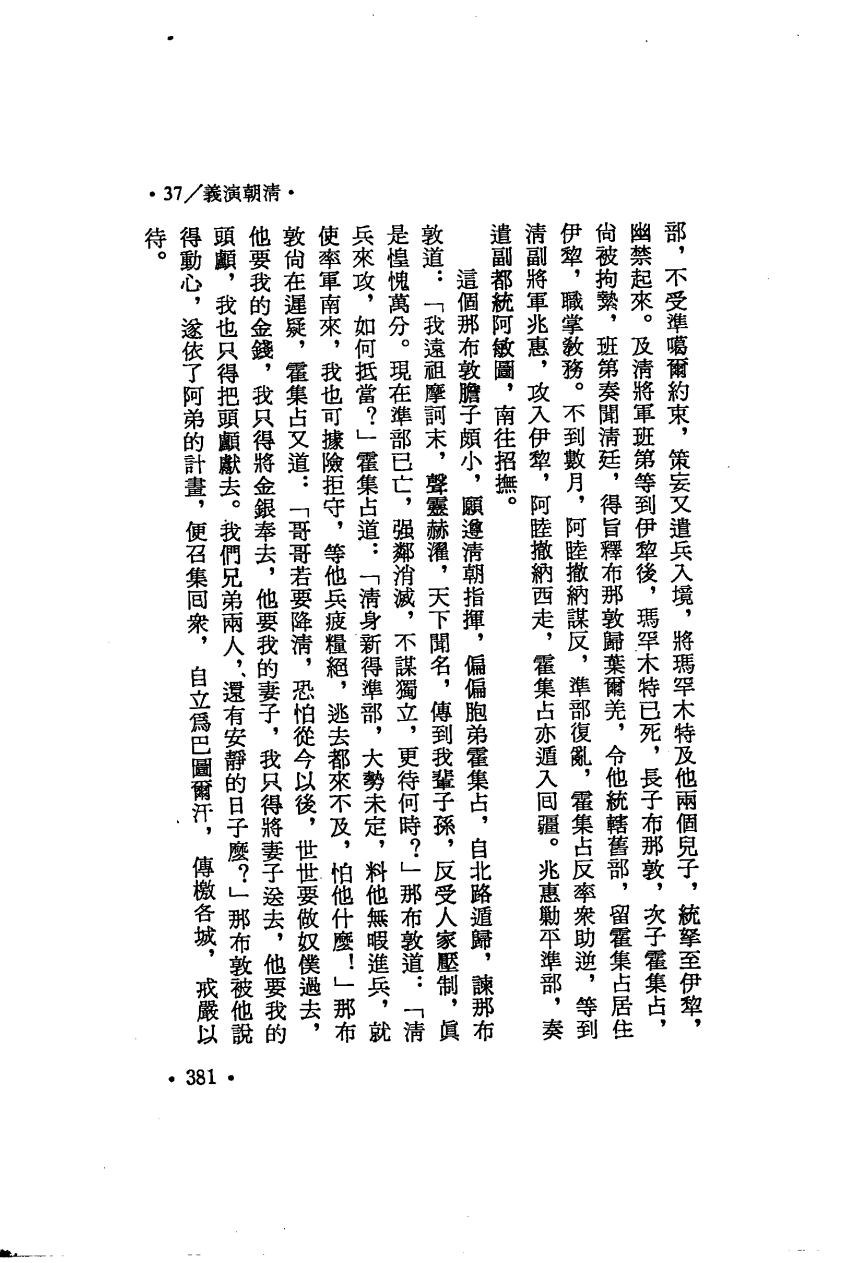 •37／義演朝清•
部，不受準噶爾約束，策妄又遣兵入境，將瑪罕木特及他兩個兒子，統拏至伊犂，
幽禁起來。及清將軍班第等到伊犂後，瑪罕木特已死，長子布那敦，次子霍集占，
尚被拘縶，班第奏聞清廷，得旨釋布那敦歸葉爾羌，令他統轄舊部，留霍集占居住
伊犂，職掌教務。不到數月，阿睦撒納謀反，準部復亂，霍集占反率衆助逆，等到
清副將軍兆惠，攻入伊犂，阿睦撒納西走，霍集占亦遁入回疆。兆惠勦平準部，奏
遣副都統阿敏圖，南往招撫。
這個那布敦膽子頗小，願遵清朝指揮，偏偏胞弟霍集占，自北路遁歸，諫那布
敦道：「我遠祖摩訶末，聲靈赫濯，天下聞名，傳到我輩子孫，反受人家壓制，眞
是惶愧萬分。現在準部已亡，强鄰消滅，不謀獨立，更待何時？」那布敦道：「清
兵來攻，如何抵當？」霍集占道：「清身新得準部，大勢未定，料他無暇進兵，就
使率軍南來，我也可據險拒守，等他兵疲糧絕，逃去都來不及，怕他什麼！」那布
敦尚在遲疑，霍集占又道：「哥哥若要降清，恐怕從今以後，世世要做奴僕過去，
他要我的金錢，我只得將金銀奉去，他要我的妻子，我只得將妻子送去，他要我的
頭顱，我也只得把頭顱獻去。我們兄弟兩人，還有安靜的日子麼？」那布敦被他說
得動心，遂依了阿弟的計畫，便召集回衆，自立爲巴圖爾汗，傳檄各城，戒嚴以
待。
•381•